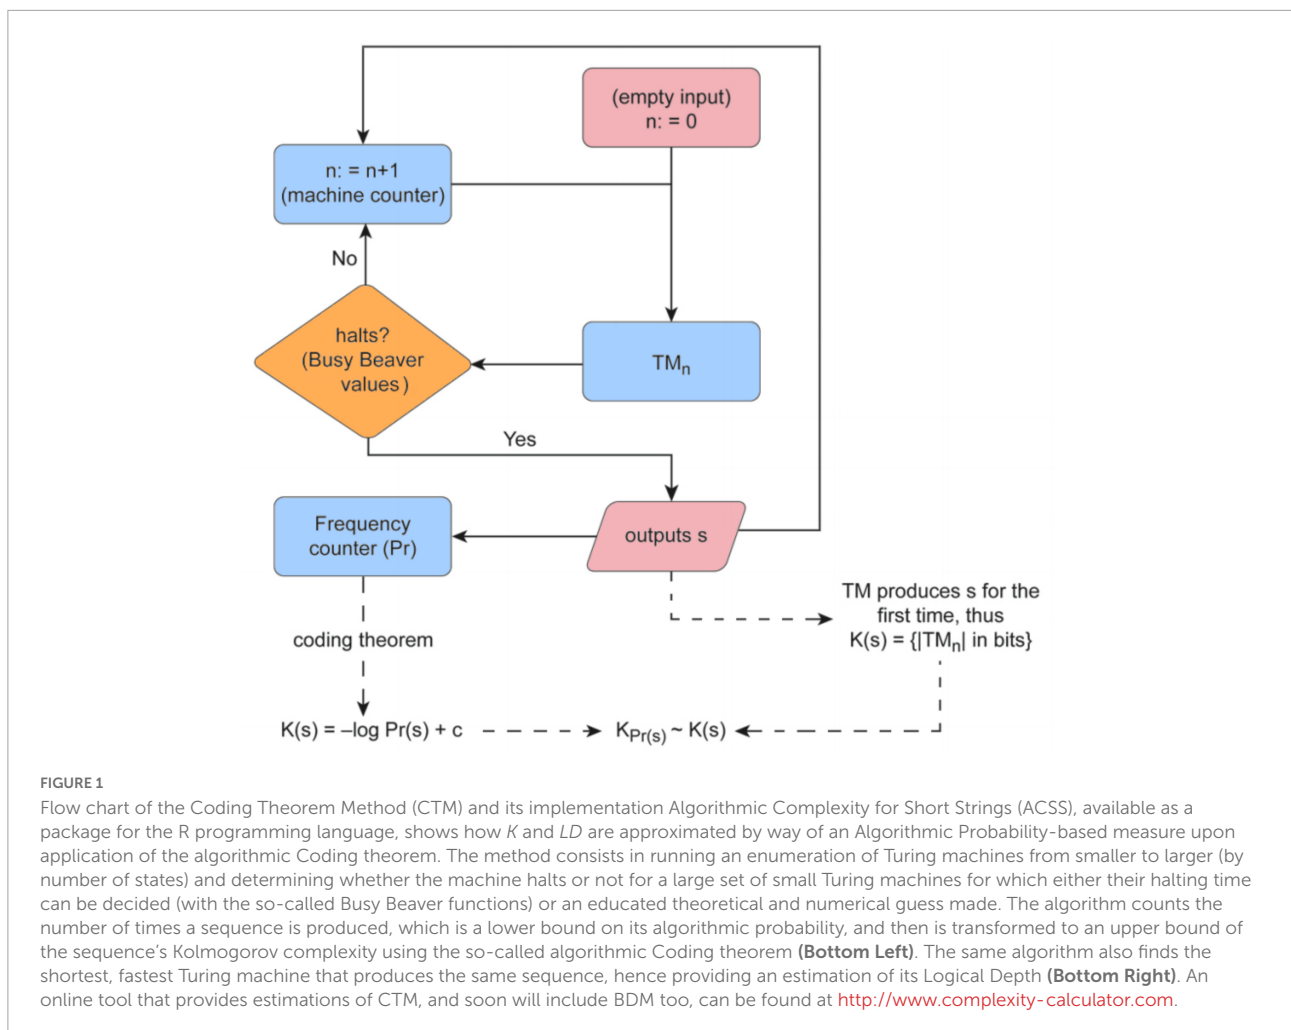 (empty input)
n: = 0
n: = n+1
(machine counter)
No
halts?
(Busy Beaver
values)
TMn
Yes
Frequency
counter (Pr)
outputs s
TM produces s for the
first time, thus
K(s) = {|TMn| in bits}
coding theorem
K(s) = –log Pr(s) + c
KPr(s) ~ K(s)
FIGURE 1
Flow chart of the Coding Theorem Method (CTM) and its implementation Algorithmic Complexity for Short Strings (ACSS), available as a
package for the R programming language, shows how K and LD are approximated by way of an Algorithmic Probability-based measure upon
application of the algorithmic Coding theorem. The method consists in running an enumeration of Turing machines from smaller to larger (by
number of states) and determining whether the machine halts or not for a large set of small Turing machines for which either their halting time
can be decided (with the so-called Busy Beaver functions) or an educated theoretical and numerical guess made. The algorithm counts the
number of times a sequence is produced, which is a lower bound on its algorithmic probability, and then is transformed to an upper bound of
the sequence's Kolmogorov complexity using the so-called algorithmic Coding theorem (Bottom Left). The same algorithm also finds the
shortest, fastest Turing machine that produces the same sequence, hence providing an estimation of its Logical Depth (Bottom Right). An
online tool that provides estimations of CTM, and soon will include BDM too, can be found at http://www.complexity-calculator.com.